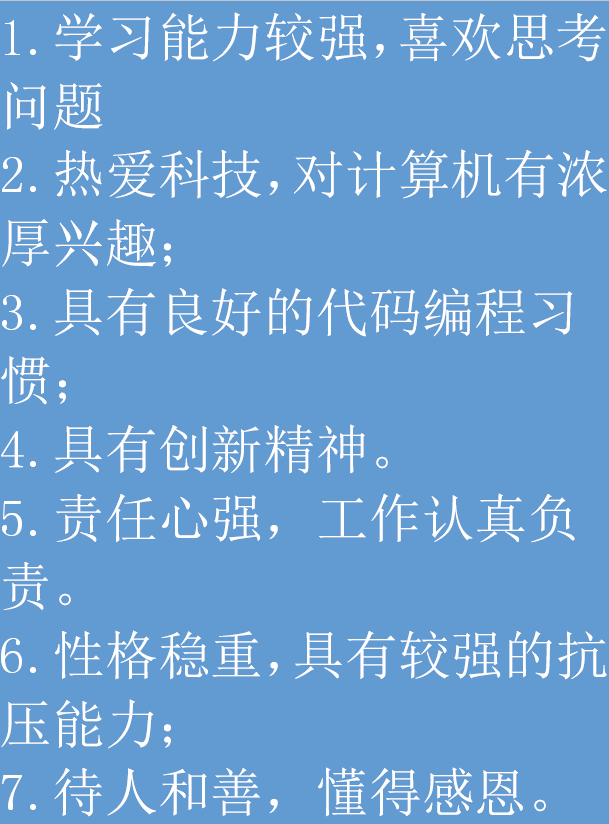 1.学习能力较强,喜欢思考
问题
2.热爱科技,对计算机有浓
厚兴趣;
3.具有良好的代码编程习
惯;
4.具有创新精神。
5.责任心强，工作认真负
责。
6.性格稳重,具有较强的抗
压能力;
7.待人和善，懂得感恩。